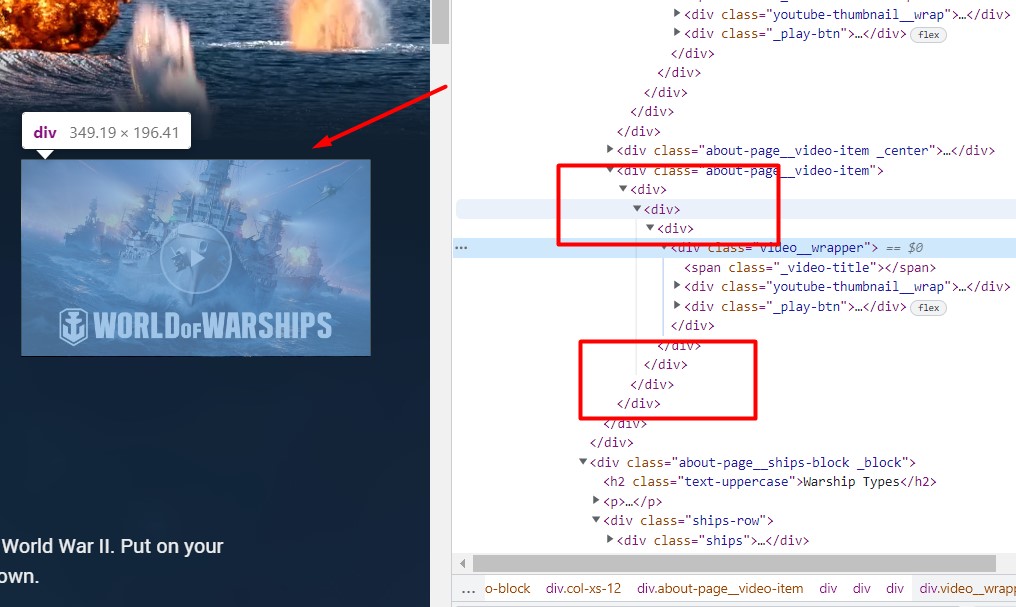 <div class="youtube-thumbnail__wrap">…</div>
<div class="_play-btn">…</div> flex
</div>
</div>
</div>
</div>
</div>
<div class="about-page__video-item _center">…</div>
<div class="about-page__video-item">
<div>
<div>
<div>
... <div class="video__wrapper"> == $0
<span class="_video-title"></span>
<div class="youtube-thumbnail__wrap">…</div>
<div class="_play-btn">…</div> flex
</div>
</div>
</div>
</div>
</div>
</div>
</div>
<div class="about-page__ships-block _block">
<h2 class="text-uppercase">Warship Types</h2>
<p>…</p>
<div class="ships-row">
<div class="ships">…</div>
... o-block div.col-xs-12 div.about-page__video-item div div div div.video__wrapp
div 349.19 × 196.41
WORLD OF WARSHIPS
World War II. Put on your
own.